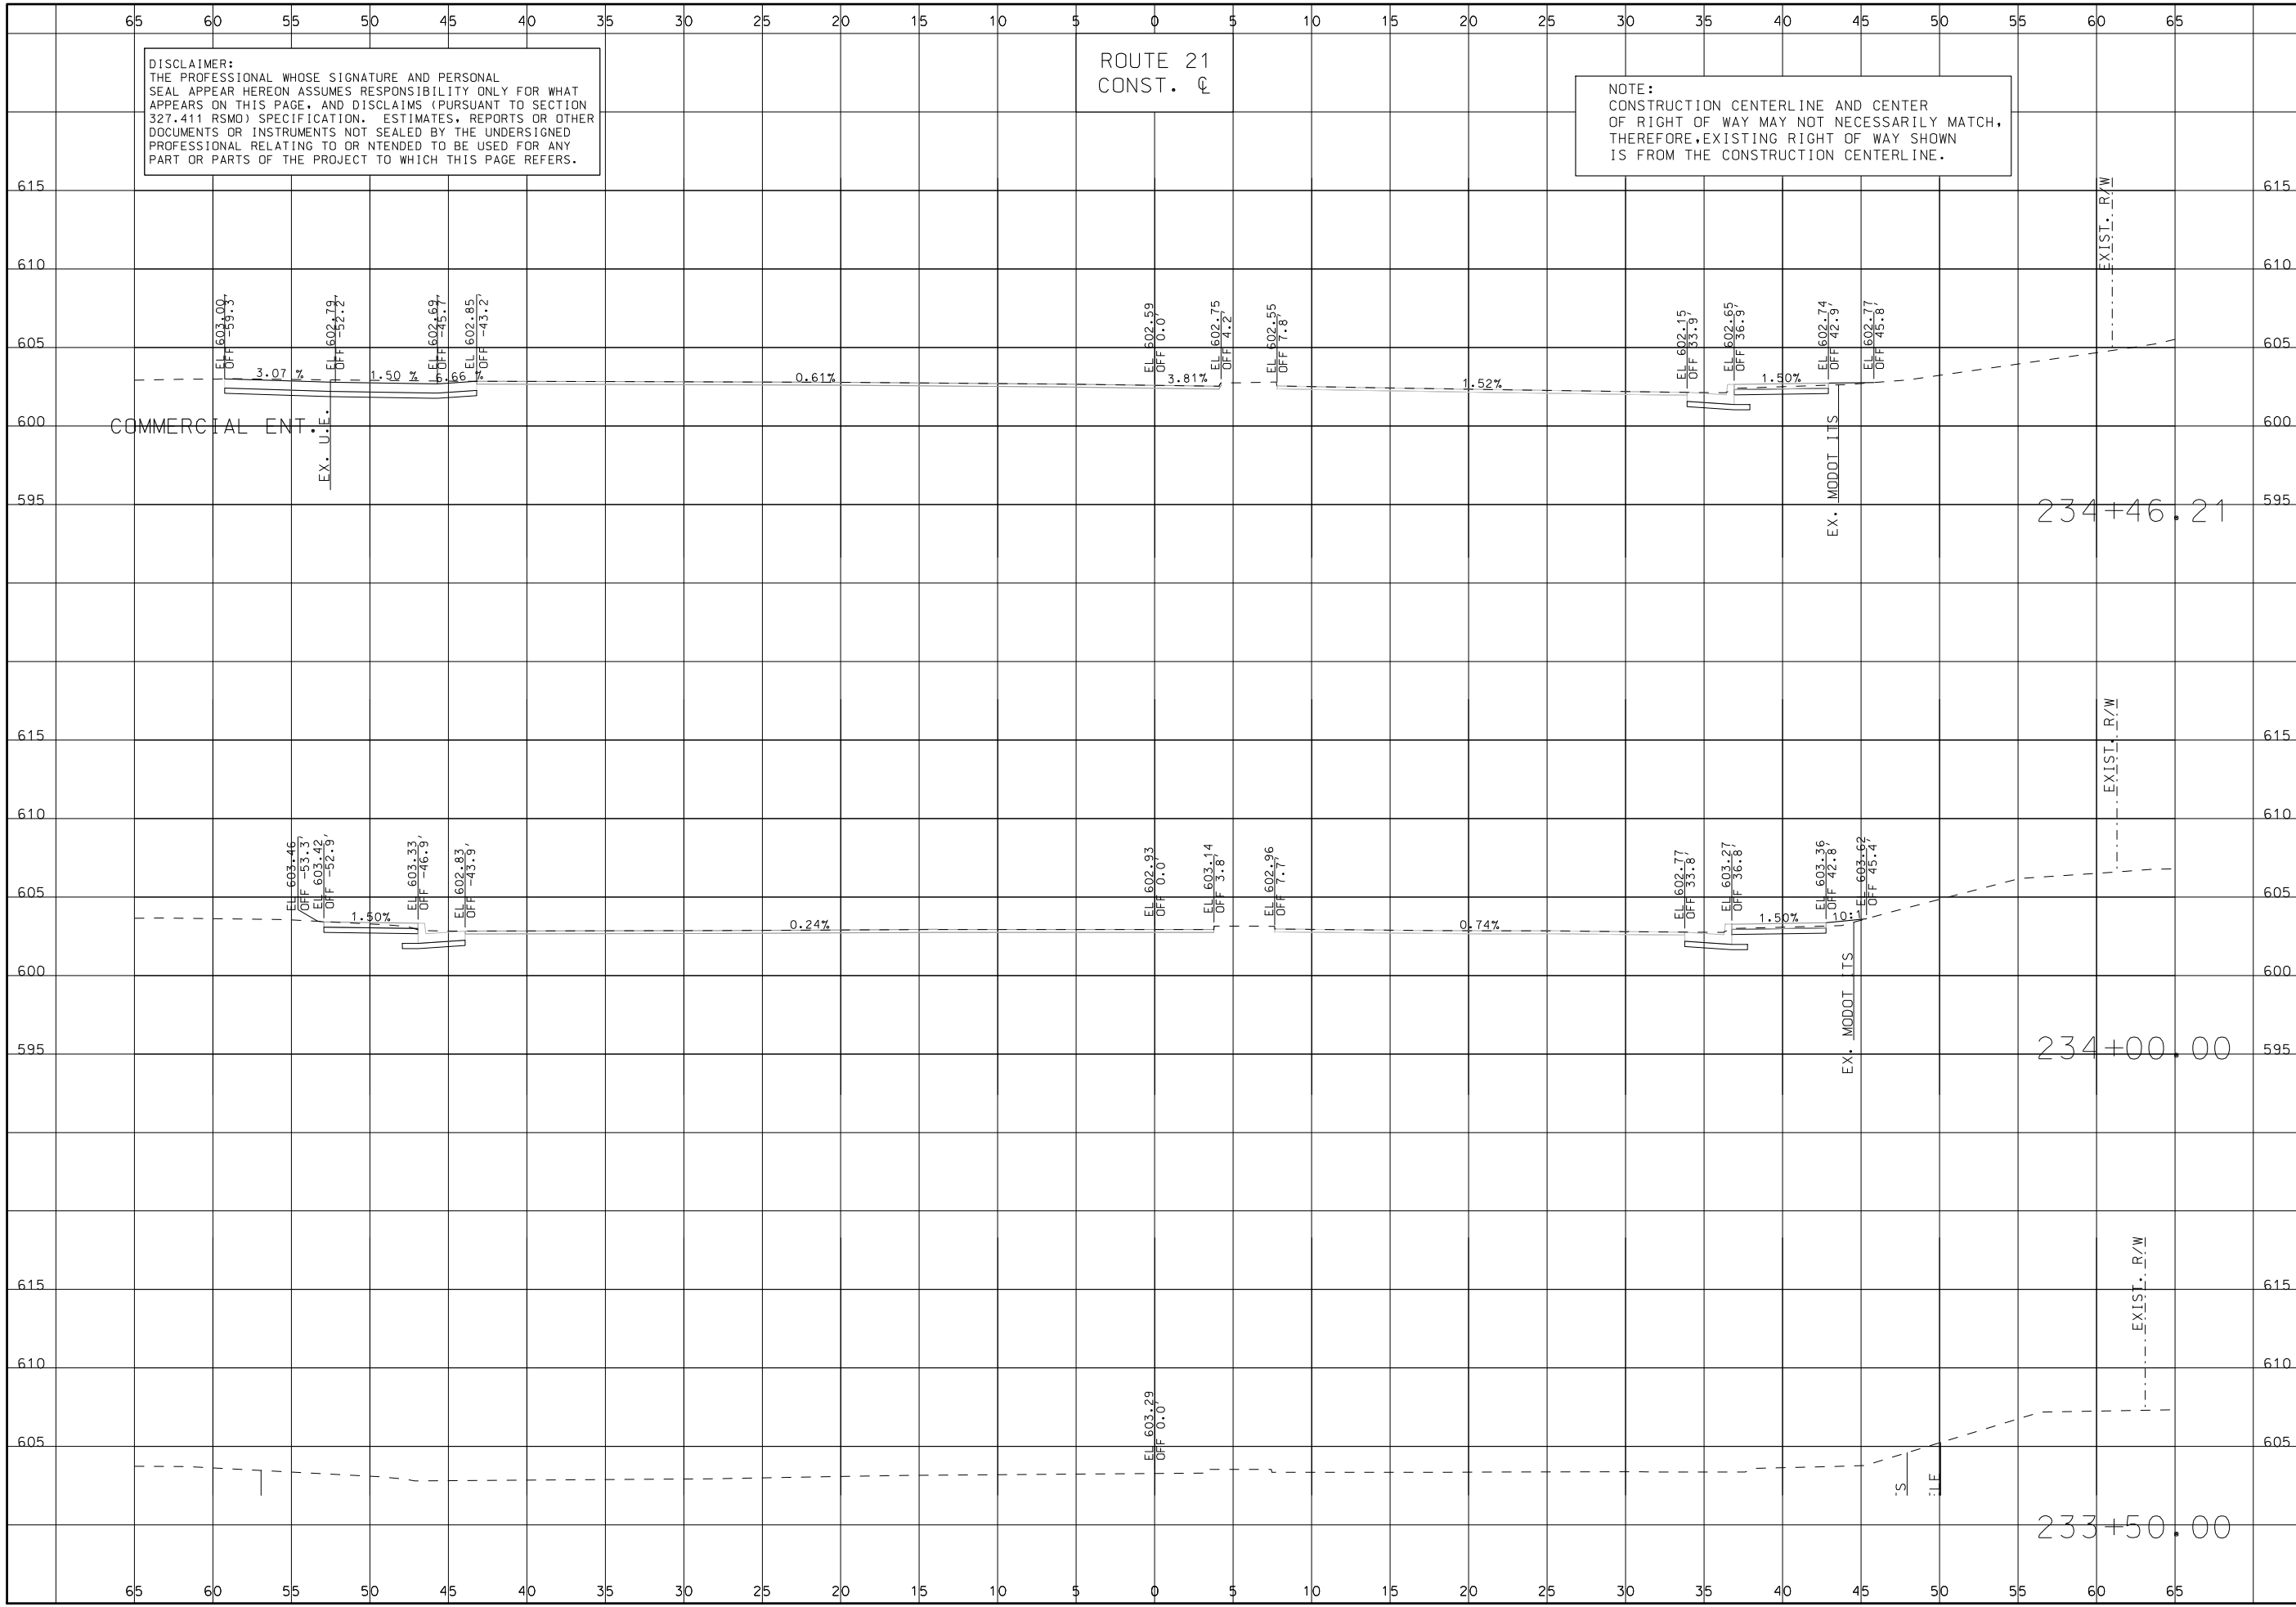 65 60 55 50 45 40 35 30 25 20 15 10 5 0 5 10 15 20 25 30 35 40 45 50 55 60 65
DISCLAIMER:
THE PROFESSIONAL WHOSE SIGNATURE AND PERSONAL
SEAL APPEAR HEREON ASSUMES RESPONSIBILITY ONLY FOR WHAT
APPEARS ON THIS PAGE, AND DISCLAIMS (PURSUANT TO SECTION
327.411 RSMO) SPECIFICATION. ESTIMATES, REPORTS OR OTHER
DOCUMENTS OR INSTRUMENTS NOT SEALED BY THE UNDERSIGNED
PROFESSIONAL RELATING TO OR NTENDED TO BE USED FOR ANY
PART OR PARTS OF THE PROJECT TO WHICH THIS PAGE REFERS.
ROUTE 21
CONST. ℄
NOTE:
CONSTRUCTION CENTERLINE AND CENTER
OF RIGHT OF WAY MAY NOT NECESSARILY MATCH,
THEREFORE,EXISTING RIGHT OF WAY SHOWN
IS FROM THE CONSTRUCTION CENTERLINE.
615 615
EXIST. R/W
610 610
EL 603.00
OFF -59.3'
EL 602.79
OFF -52.2'
EL 602.69
OFF -45.7'
EL 602.85
OFF -43.2'
EL 602.59
OFF 0.0'
EL 602.75
OFF 4.2'
EL 602.55
OFF 7.8'
EL 602.15
OFF 33.9'
EL 602.65
OFF 36.9'
EL 602.74
OFF 42.9'
EL 602.77
OFF 45.8'
605 605
3.07 % 1.50 % 6.66 % 0.61% 3.81% 1.52% 1.50%
600 600
COMMERCIAL ENT.
EX. U.E.
EX. MODOT ITS
595 595
234+46.21
615 615
EXIST. R/W
610 610
EL 603.46
OFF -53.3'
EL 603.42
OFF -52.9'
EL 603.33
OFF -46.9'
EL 602.83
OFF -43.9'
EL 602.93
OFF 0.0'
EL 603.14
OFF 3.8'
EL 602.96
OFF 7.7'
EL 602.77
OFF 33.8'
EL 603.27
OFF 36.8'
EL 603.36
OFF 42.8'
EL 603.62
OFF 45.4'
605 605
1.50% 0.24% 0.74% 1.50% 10:1
600 600
EX. MODOT ITS
595 595
234+00.00
615 615
EXIST. R/W
610 610
EL 603.29
OFF 0.0'
605 605
233+50.00
65 60 55 50 45 40 35 30 25 20 15 10 5 0 5 10 15 20 25 30 35 40 45 50 55 60 65